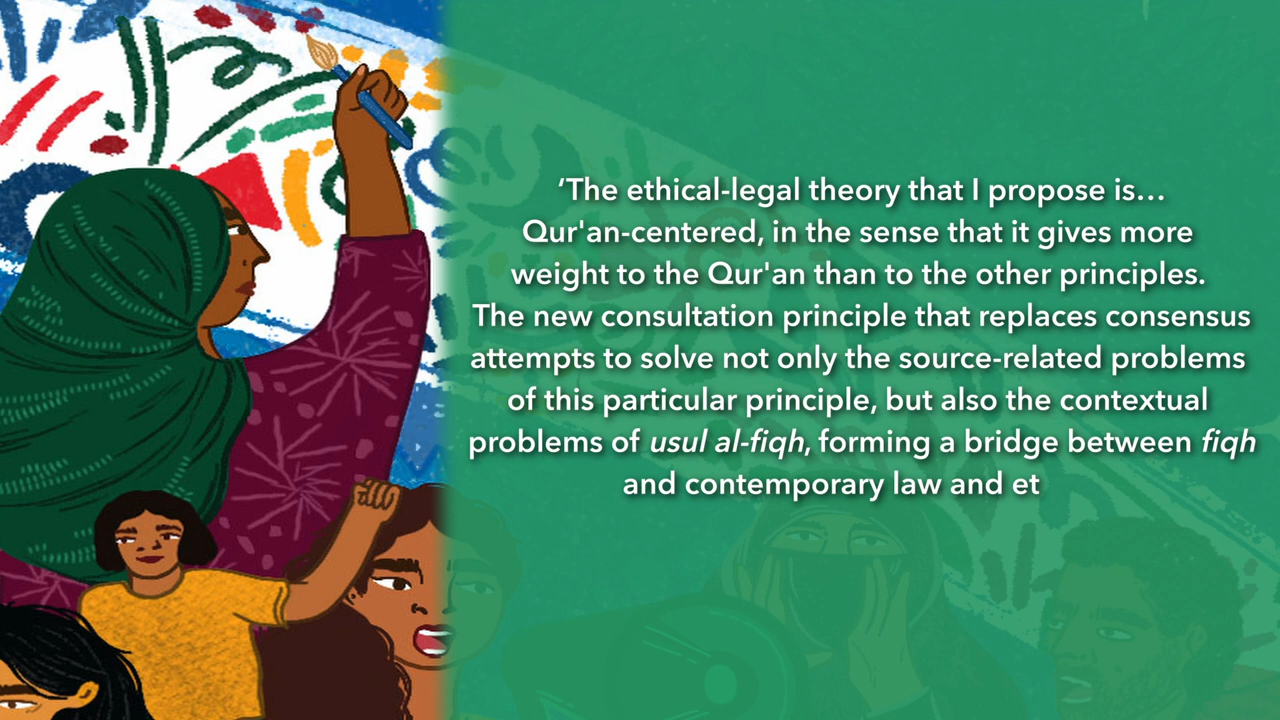 ‘The ethical-legal theory that I propose is…
Qur'an-centered, in the sense that it gives more
weight to the Qur'an than to the other principles.
The new consultation principle that replaces consensus
attempts to solve not only the source-related problems
of this particular principle, but also the contextual
problems of usul al-fiqh, forming a bridge between fiqh
and contemporary law and et